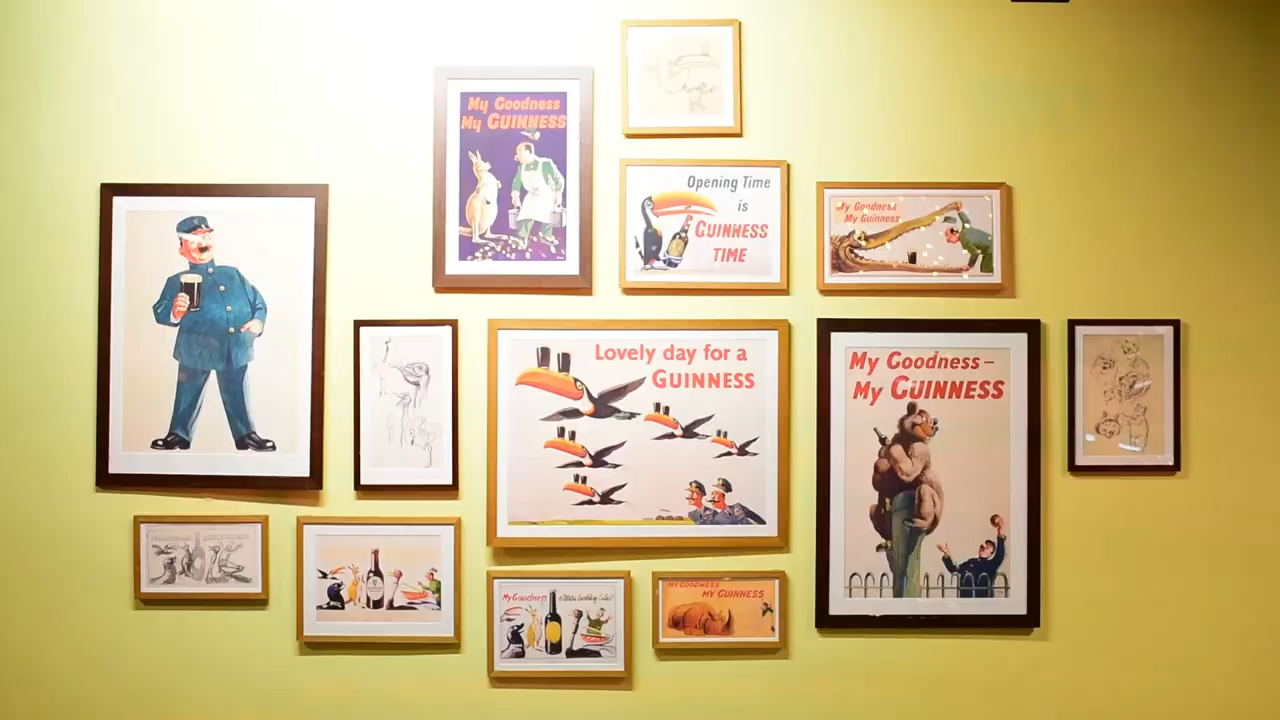 My Goodness
My GUINNESS
Opening Time
is
GUINNESS
TIME
My Goodness
My Guinness
Lovely day for a
GUINNESS
My Goodness-
My GUINNESS
My Goodness
MY GOODNESS
MY GUINNESS